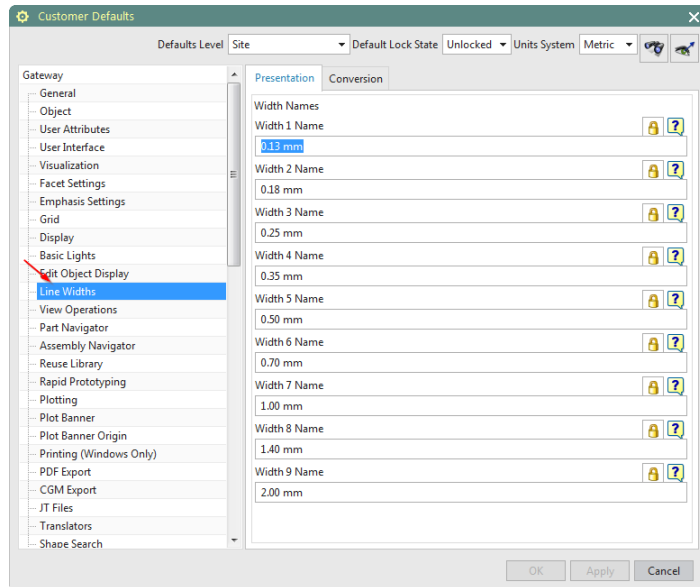 Customer Defaults
Defaults Level Site Default Lock State Unlocked Units System Metric
Gateway
General
Object
User Attributes
User Interface
Visualization
Facet Settings
Emphasis Settings
Grid
Display
Basic Lights
Edit Object Display
Line Widths
View Operations
Part Navigator
Assembly Navigator
Reuse Library
Rapid Prototyping
Plotting
Plot Banner
Plot Banner Origin
Printing (Windows Only)
PDF Export
CGM Export
JT Files
Translators
Shape Search
Presentation Conversion
Width Names
Width 1 Name
0.13 mm
Width 2 Name
0.18 mm
Width 3 Name
0.25 mm
Width 4 Name
0.35 mm
Width 5 Name
0.50 mm
Width 6 Name
0.70 mm
Width 7 Name
1.00 mm
Width 8 Name
1.40 mm
Width 9 Name
2.00 mm
OK Apply Cancel